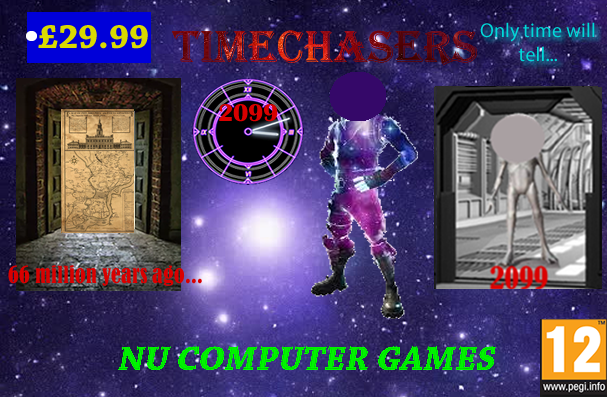 £29.99
TIMECHASERS
Only time will
tell...
2099
66 million years ago...
2099
NU COMPUTER GAMES
12
TM
www.pegi.info